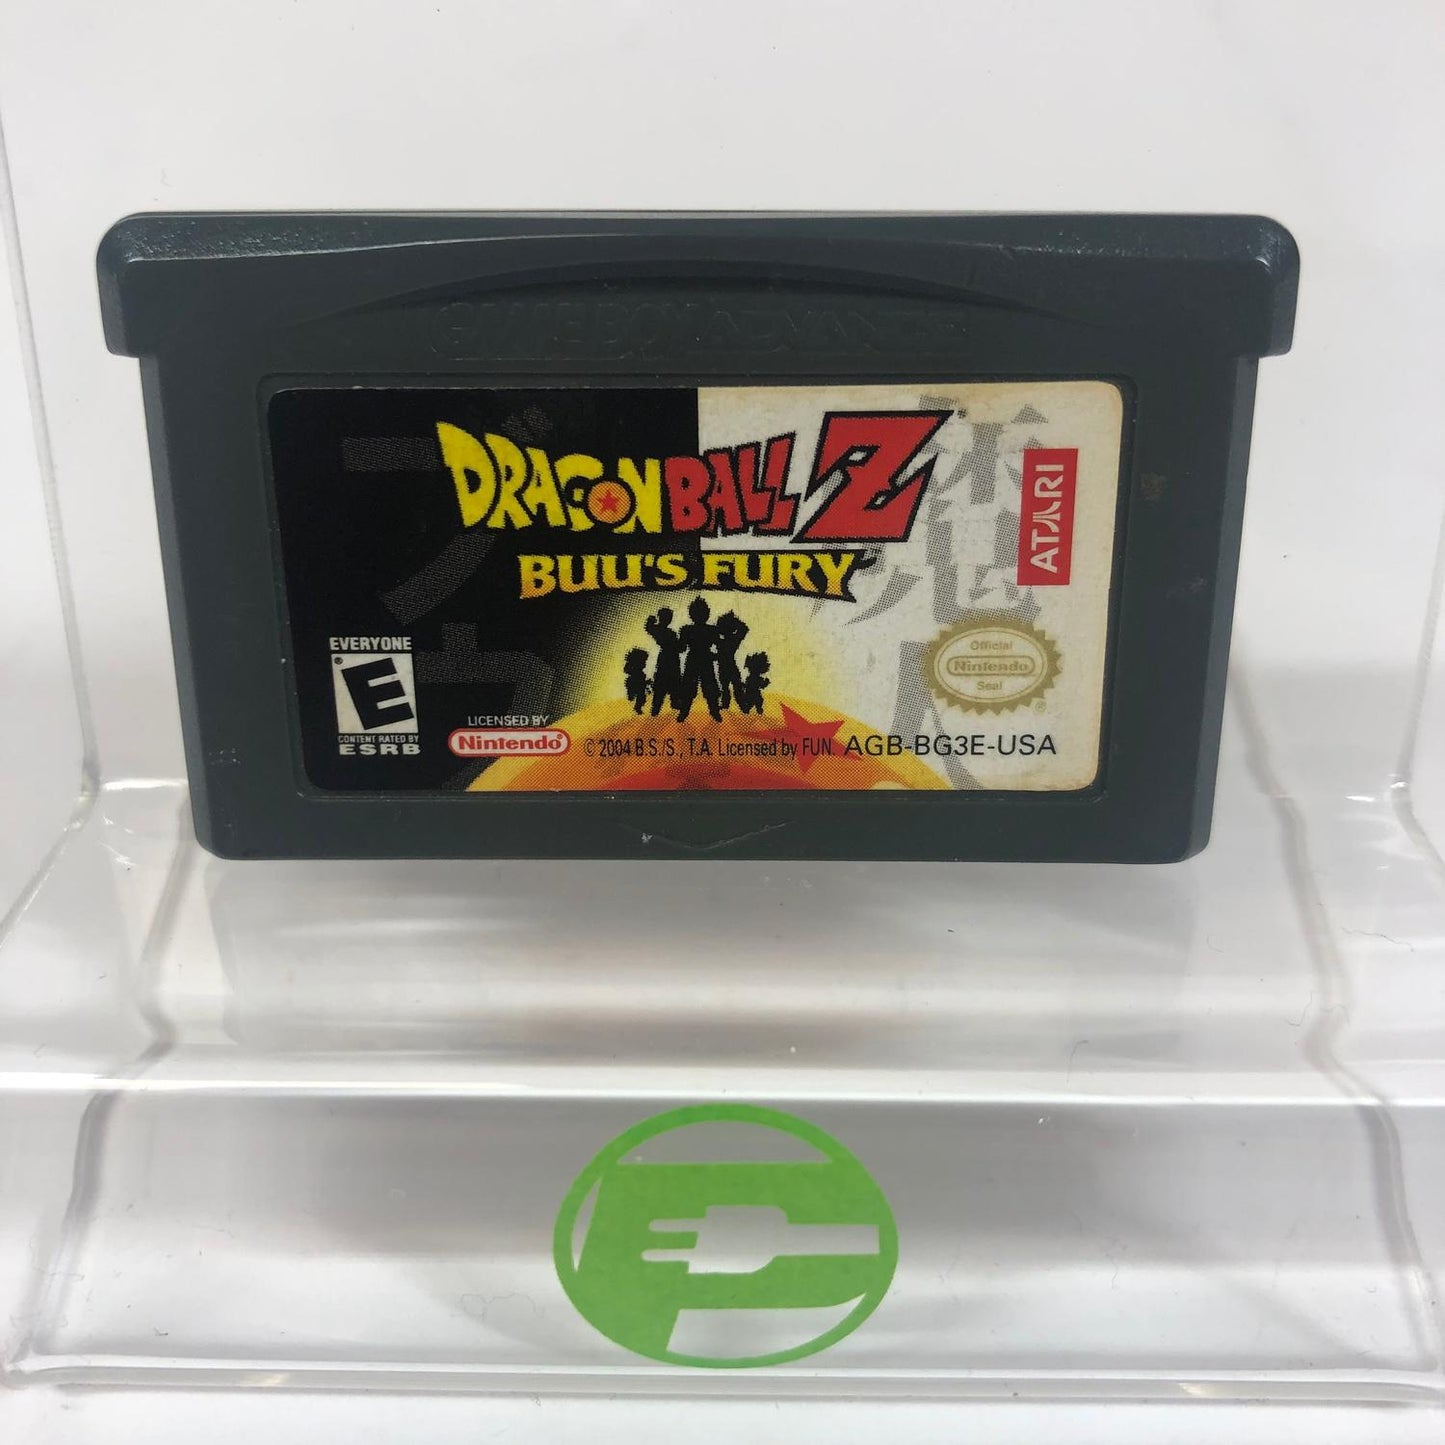 GAME BOY ADVANCE
DRAGON BALL Z
BUU'S FURY™
ATARI
EVERYONE
E
CONTENT RATED BY
ESRB
LICENSED BY
Nintendo®
Official
Nintendo®
Seal
© 2004 B.S./S., T.A. Licensed by FUN. AGB-BG3E-USA